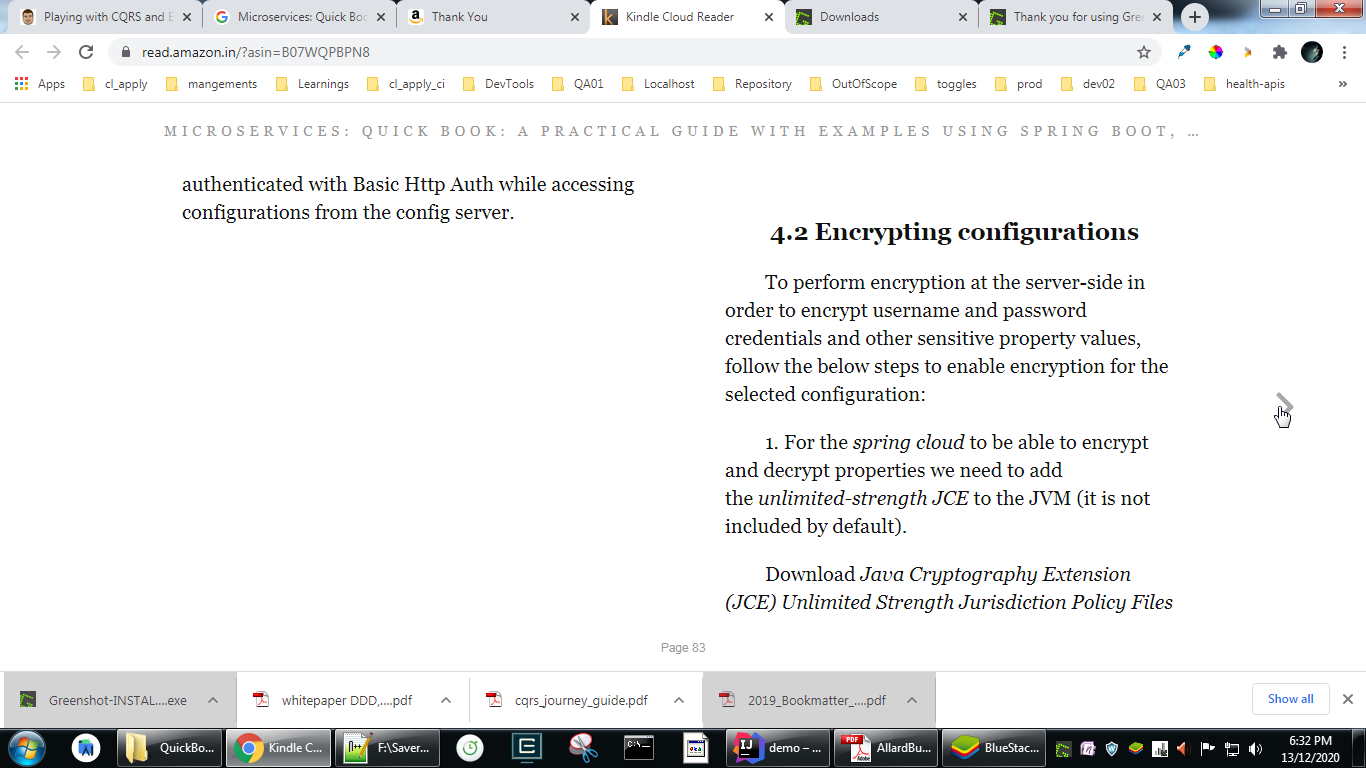 Playing with CQRS and E
Microservices: Quick Boo
Thank You
Kindle Cloud Reader
Downloads
Thank you for using Gre
read.amazon.in/?asin=B07WQPBPN8
Apps
cl_apply
mangements
Learnings
cl_apply_ci
DevTools
QA01
Localhost
Repository
OutOfScope
toggles
prod
dev02
QA03
health-apis
»
MICROSERVICES: QUICK BOOK: A PRACTICAL GUIDE WITH EXAMPLES USING SPRING BOOT, ...
authenticated with Basic Http Auth while accessing
configurations from the config server.
4.2 Encrypting configurations
To perform encryption at the server-side in
order to encrypt username and password
credentials and other sensitive property values,
follow the below steps to enable encryption for the
selected configuration:
1. For the spring cloud to be able to encrypt
and decrypt properties we need to add
the unlimited-strength JCE to the JVM (it is not
included by default).
Download Java Cryptography Extension
(JCE) Unlimited Strength Jurisdiction Policy Files
Page 83
Greenshot-INSTAL....exe
whitepaper DDD,....pdf
cqrs_journey_guide.pdf
2019_Bookmatter_....pdf
Show all
QuickBo...
Kindle C...
F:\Saver...
demo – ...
AllardBu...
BlueStac...
6:32 PM
13/12/2020